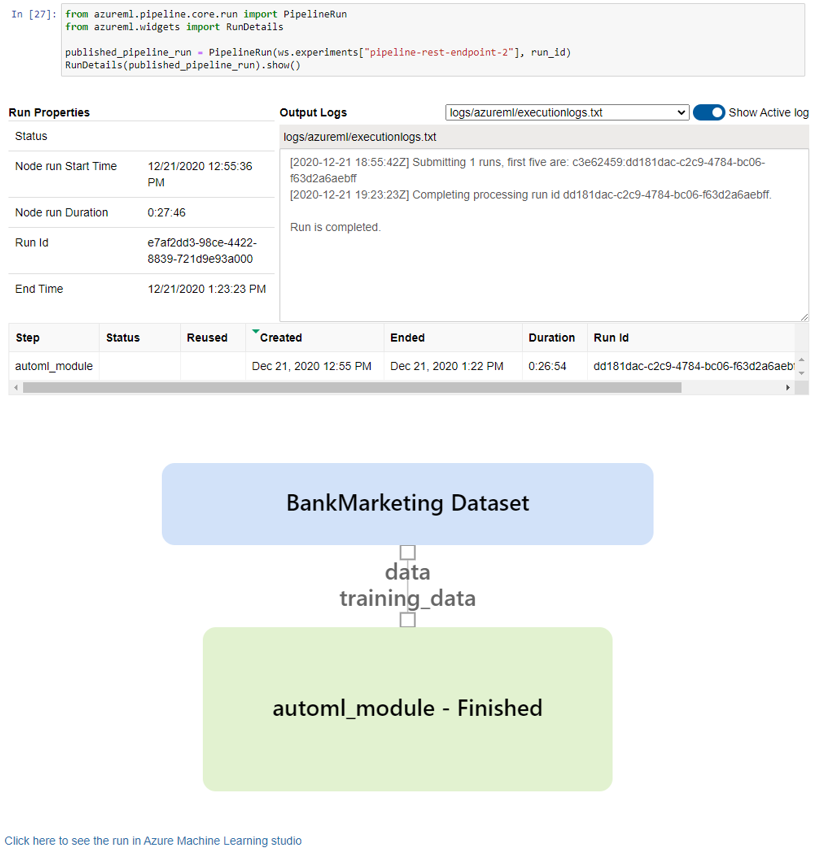 In [27]: from azureml.pipeline.core.run import PipelineRun
from azureml.widgets import RunDetails
published_pipeline_run = PipelineRun(ws.experiments["pipeline-rest-endpoint-2"], run_id)
RunDetails(published_pipeline_run).show()
Run Properties
Status
Node run Start Time 12/21/2020 12:55:36
PM
Node run Duration 0:27:46
Run Id e7af2dd3-98ce-4422-
8839-721d9e93a000
End Time 12/21/2020 1:23:23 PM
Output Logs logs/azureml/executionlogs.txt Show Active log
logs/azureml/executionlogs.txt
[2020-12-21 18:55:42Z] Submitting 1 runs, first five are: c3e62459:dd181dac-c2c9-4784-bc06-
f63d2a6aebff
[2020-12-21 19:23:23Z] Completing processing run id dd181dac-c2c9-4784-bc06-f63d2a6aebff.
Run is completed.
Step Status Reused Created Ended Duration Run Id
automl_module Dec 21, 2020 12:55 PM Dec 21, 2020 1:22 PM 0:26:54 dd181dac-c2c9-4784-bc06-f63d2a6aeb
BankMarketing Dataset
data
training_data
automl_module - Finished
Click here to see the run in Azure Machine Learning studio